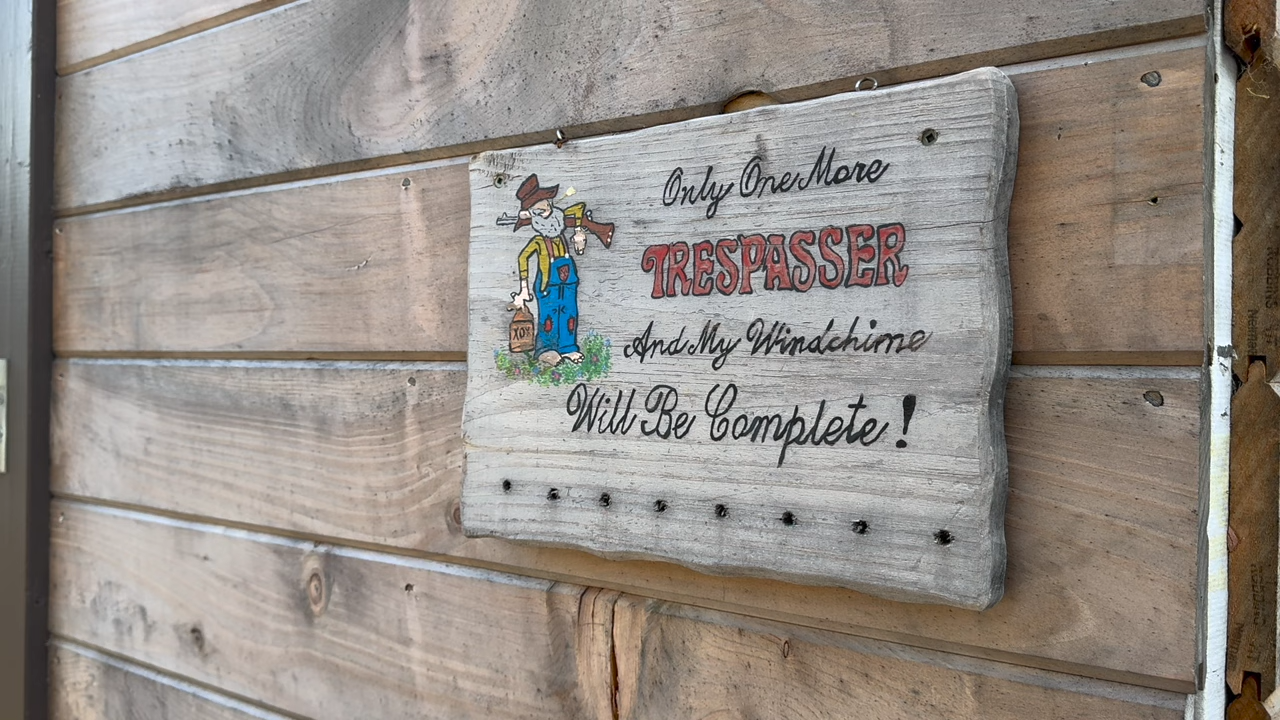 Only One More
TRESPASSER
And My Windchime
Will Be Complete!